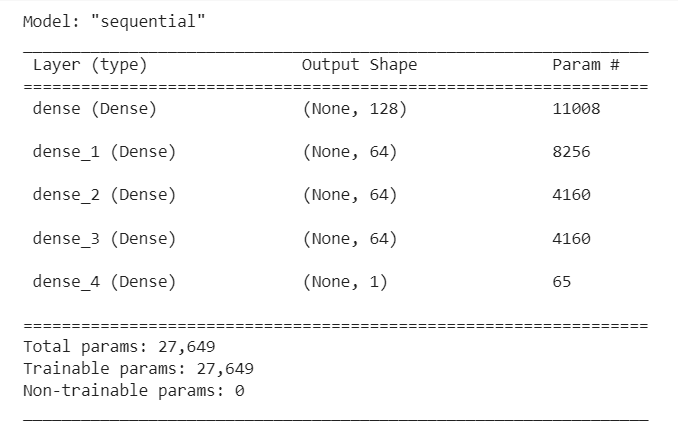 Model: "sequential"
_________________________________________________________________
Layer (type) Output Shape Param #
=================================================================
dense (Dense) (None, 128) 11008
dense_1 (Dense) (None, 64) 8256
dense_2 (Dense) (None, 64) 4160
dense_3 (Dense) (None, 64) 4160
dense_4 (Dense) (None, 1) 65
=================================================================
Total params: 27,649
Trainable params: 27,649
Non-trainable params: 0
_________________________________________________________________